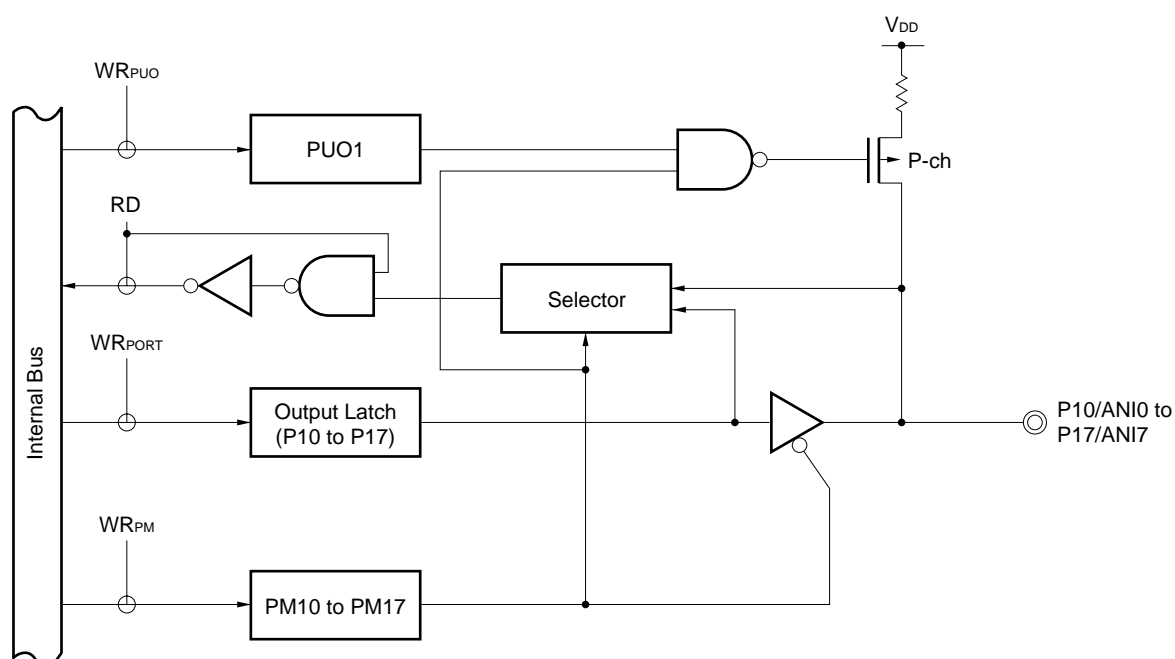 VDD
WRPUO
PUO1
P-ch
RD
Selector
WRPORT
Internal Bus
Output Latch
(P10 to P17)
P10/ANI0 to
P17/ANI7
WRPM
PM10 to PM17